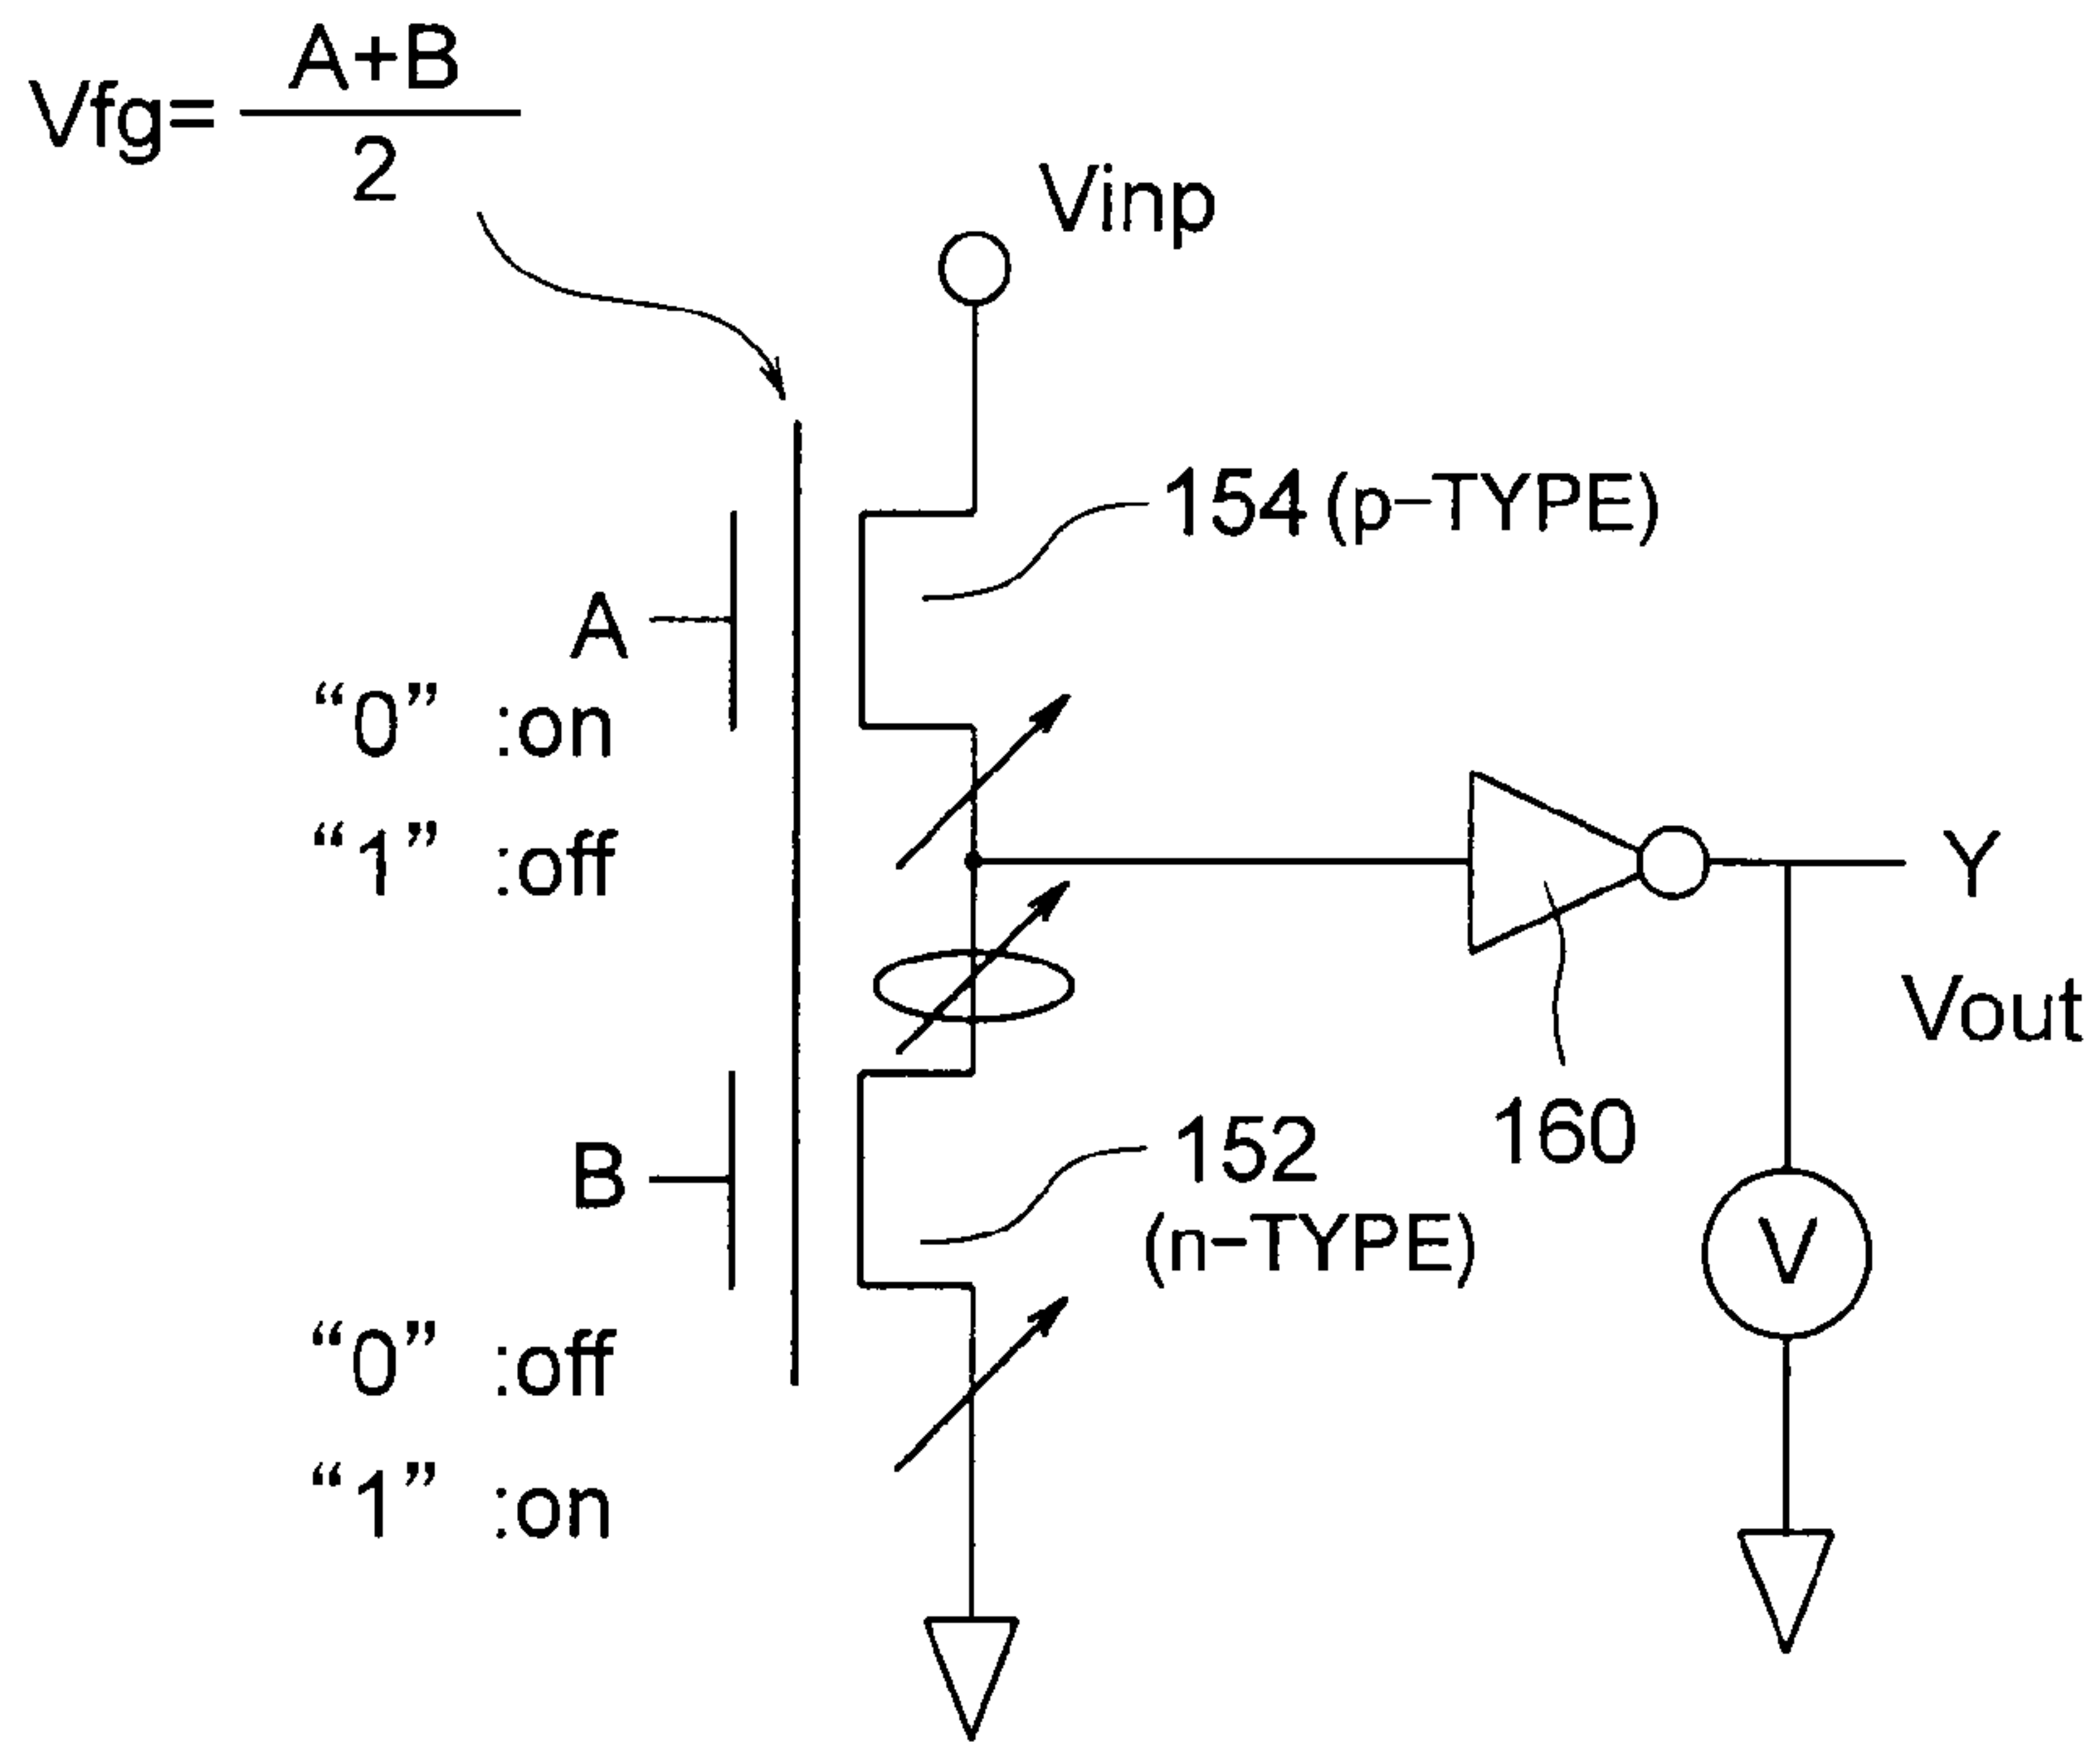 Vfg= A+B
2
Vinp
154 (p-TYPE)
A
“0” :on
“1” :off
Y
Vout
160
B
152
(n-TYPE)
V
“0” :off
“1” :on